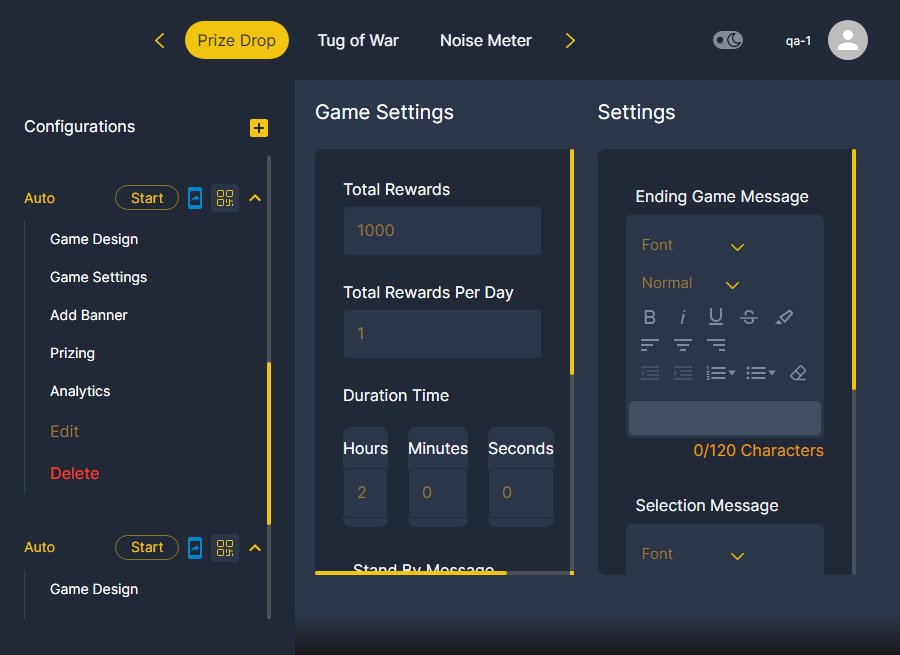 Prize Drop
Tug of War
Noise Meter
qa-1
Configurations
Auto
Start
Game Design
Game Settings
Add Banner
Prizing
Analytics
Edit
Delete
Auto
Start
Game Design
Game Settings
Total Rewards
1000
Total Rewards Per Day
1
Duration Time
Hours Minutes Seconds
2 0 0
Stand By Message
Settings
Ending Game Message
Font
Normal
B i U S
0/120 Characters
Selection Message
Font